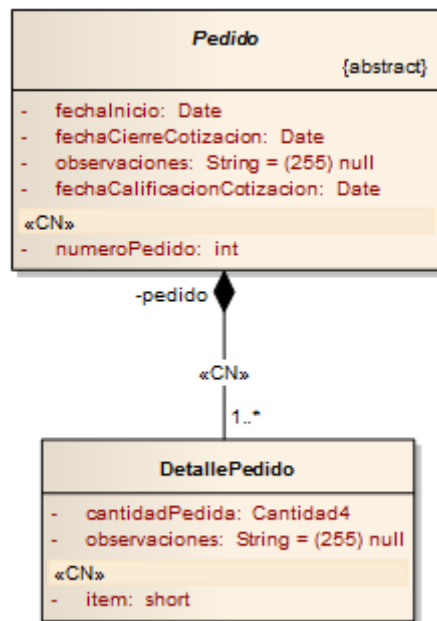 Pedido
{abstract}
- fechaInicio: Date
- fechaCierreCotizacion: Date
- observaciones: String = (255) null
- fechaCalificacionCotizacion: Date
«CN»
- numeroPedido: int
-pedido
«CN»
1..*
DetallePedido
- cantidadPedida: Cantidad4
- observaciones: String = (255) null
«CN»
- item: short